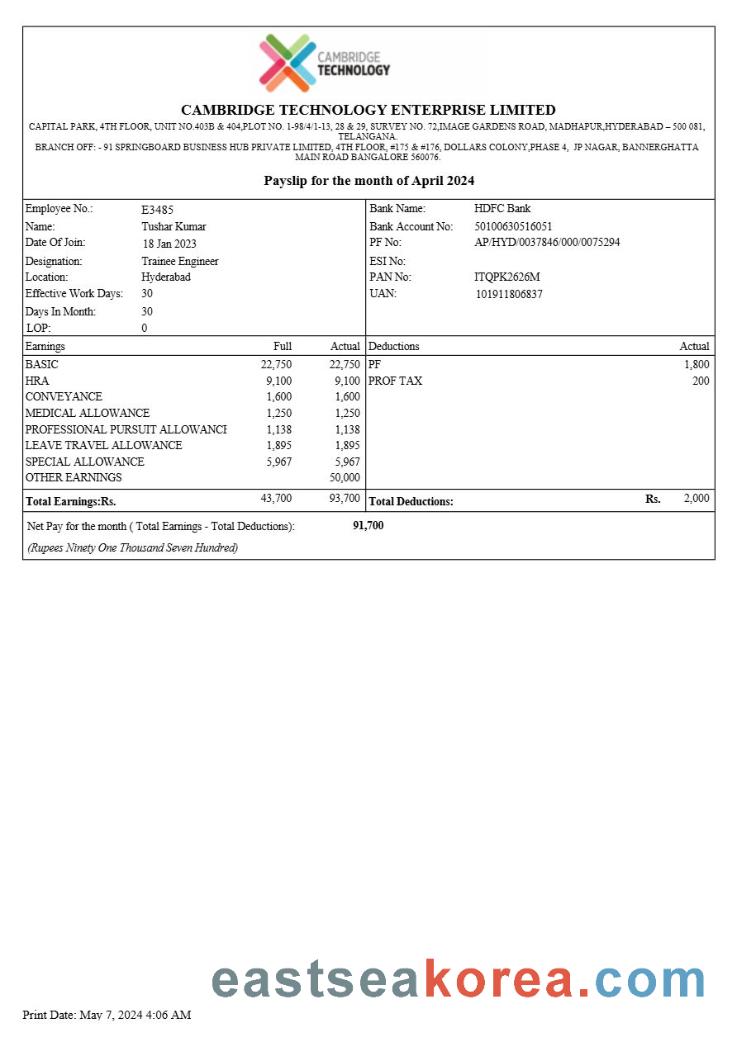 CAMBRIDGE
TECHNOLOGY
CAMBRIDGE TECHNOLOGY ENTERPRISE LIMITED
CAPITAL PARK, 4TH FLOOR, UNIT NO.403B & 404,PLOT NO. 1-98/4/1-13, 28 & 29, SURVEY NO. 72,IMAGE GARDENS ROAD, MADHAPUR,HYDERABAD – 500 081,
TELANGANA.
BRANCH OFF: - 91 SPRINGBOARD BUSINESS HUB PRIVATE LIMITED, 4TH FLOOR, #175 & #176, DOLLARS COLONY,PHASE 4, JP NAGAR, BANNERGHATTA
MAIN ROAD BANGALORE 560076.
Payslip for the month of April 2024
Employee No.: E3485 Bank Name: HDFC Bank
Name: Tushar Kumar Bank Account No: 50100630516051
Date Of Join: 18 Jan 2023 PF No: AP/HYD/0037846/000/0075294
Designation: Trainee Engineer ESI No:
Location: Hyderabad PAN No: ITQPK2626M
Effective Work Days: 30 UAN: 101911806837
Days In Month: 30
LOP: 0
Earnings Full Actual Deductions Actual
BASIC 22,750 22,750 PF 1,800
HRA 9,100 9,100 PROF TAX 200
CONVEYANCE 1,600 1,600
MEDICAL ALLOWANCE 1,250 1,250
PROFESSIONAL PURSUIT ALLOWANCE 1,138 1,138
LEAVE TRAVEL ALLOWANCE 1,895 1,895
SPECIAL ALLOWANCE 5,967 5,967
OTHER EARNINGS 50,000
Total Earnings:Rs. 43,700 93,700 Total Deductions: Rs. 2,000
Net Pay for the month ( Total Earnings - Total Deductions): 91,700
(Rupees Ninety One Thousand Seven Hundred)
eastseakorea.com
Print Date: May 7, 2024 4:06 AM